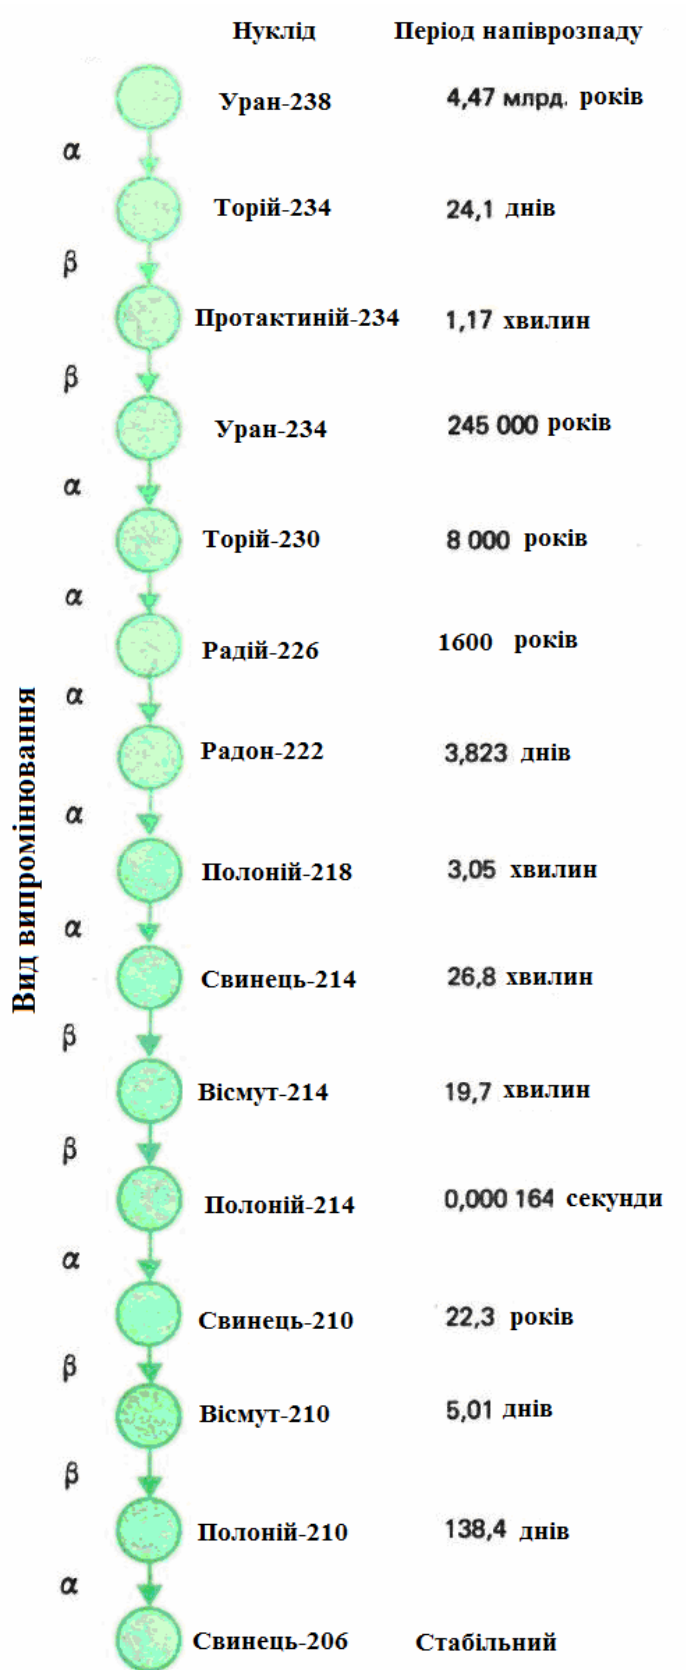 Нуклід Період напіврозпаду
Уран-238 4,47 млрд. років
α
Торій-234 24,1 днів
β
Протактиній-234 1,17 хвилин
β
Уран-234 245 000 років
α
Торій-230 8 000 років
α
Радій-226 1600 років
α
Радон-222 3,823 днів
α
Полоній-218 3,05 хвилин
α
Свинець-214 26,8 хвилин
β
Вісмут-214 19,7 хвилин
β
Полоній-214 0,000 164 секунди
α
Свинець-210 22,3 років
β
Вісмут-210 5,01 днів
β
Полоній-210 138,4 днів
α
Свинець-206 Стабільний
Вид випромінювання